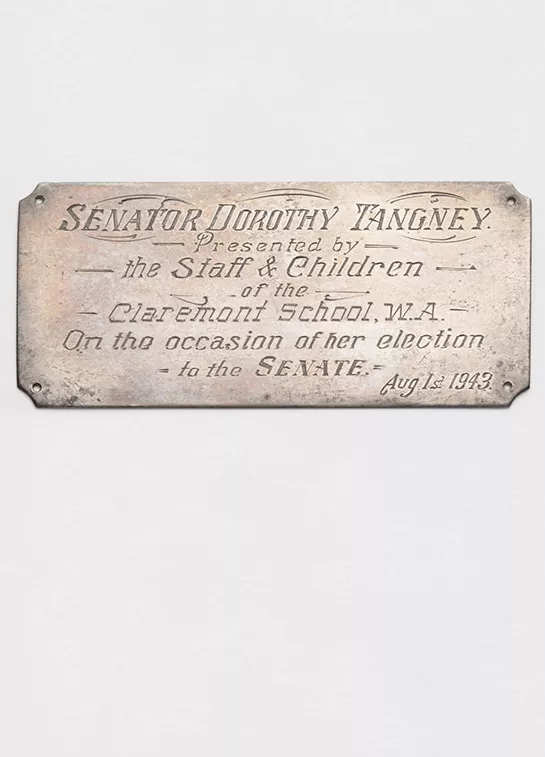 SENATOR DOROTHY TANGNEY.
— Presented by —
— the Staff & Children —
of the —
– Claremont School, W.A. –
On the occasion of her election
= to the SENATE. =
Aug 1st 1943.